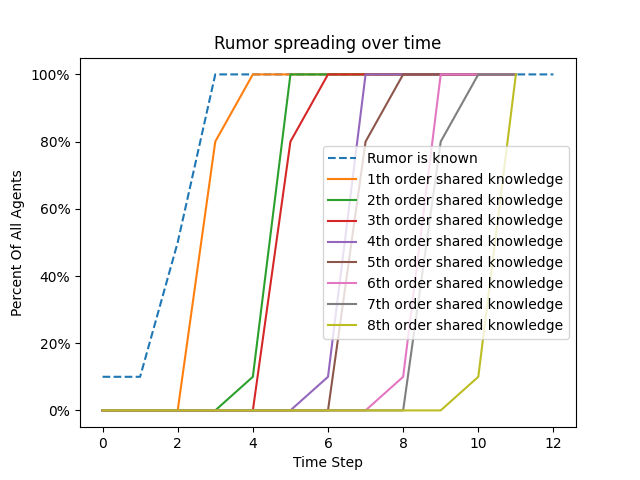 Rumor spreading over time
Percent Of All Agents
100%
80%
60%
40%
20%
0%
Rumor is known
1th order shared knowledge
2th order shared knowledge
3th order shared knowledge
4th order shared knowledge
5th order shared knowledge
6th order shared knowledge
7th order shared knowledge
8th order shared knowledge
0 2 4 6 8 10 12
Time Step